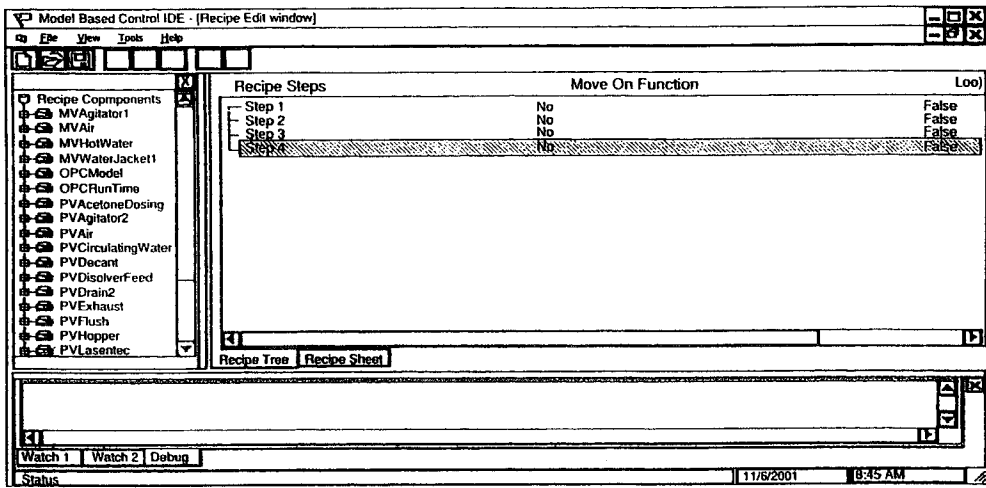 Model Based Control IDE - [Recipe Edit window]
File View Tools Help
Recipe Copmponents
MVAgitator1
MVAir
MVHotWater
MVWaterJacket1
OPCModel
OPCRunTime
PVAcetoneDosing
PVAgitator2
PVAir
PVCirculatingWater
PVDecant
PVDisolverFeed
PVDrain2
PVExhaust
PVFlush
PVHopper
PVLasentec
Recipe Steps Move On Function Loo)
Step 1 No False
Step 2 No False
Step 3 No False
Step 4 No False
Recipe Tree Recipe Sheet
Watch 1 Watch 2 Debug
Status 11/6/2001 8:45 AM